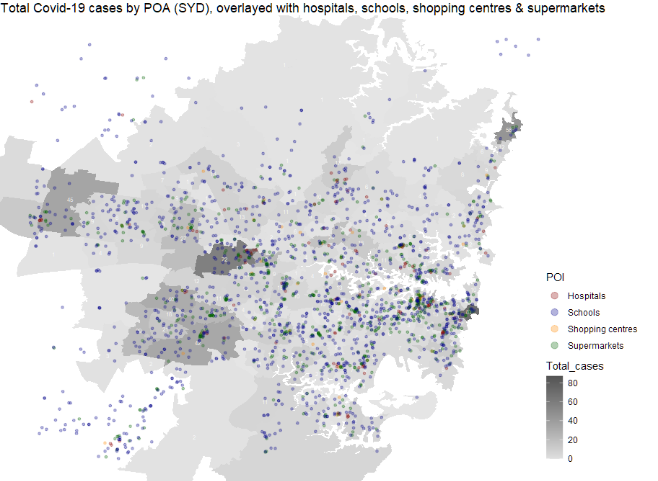 Total Covid-19 cases by POA (SYD), overlayed with hospitals, schools, shopping centres & supermarkets
POI
Hospitals
Schools
Shopping centres
Supermarkets
Total_cases
80
60
40
20
0